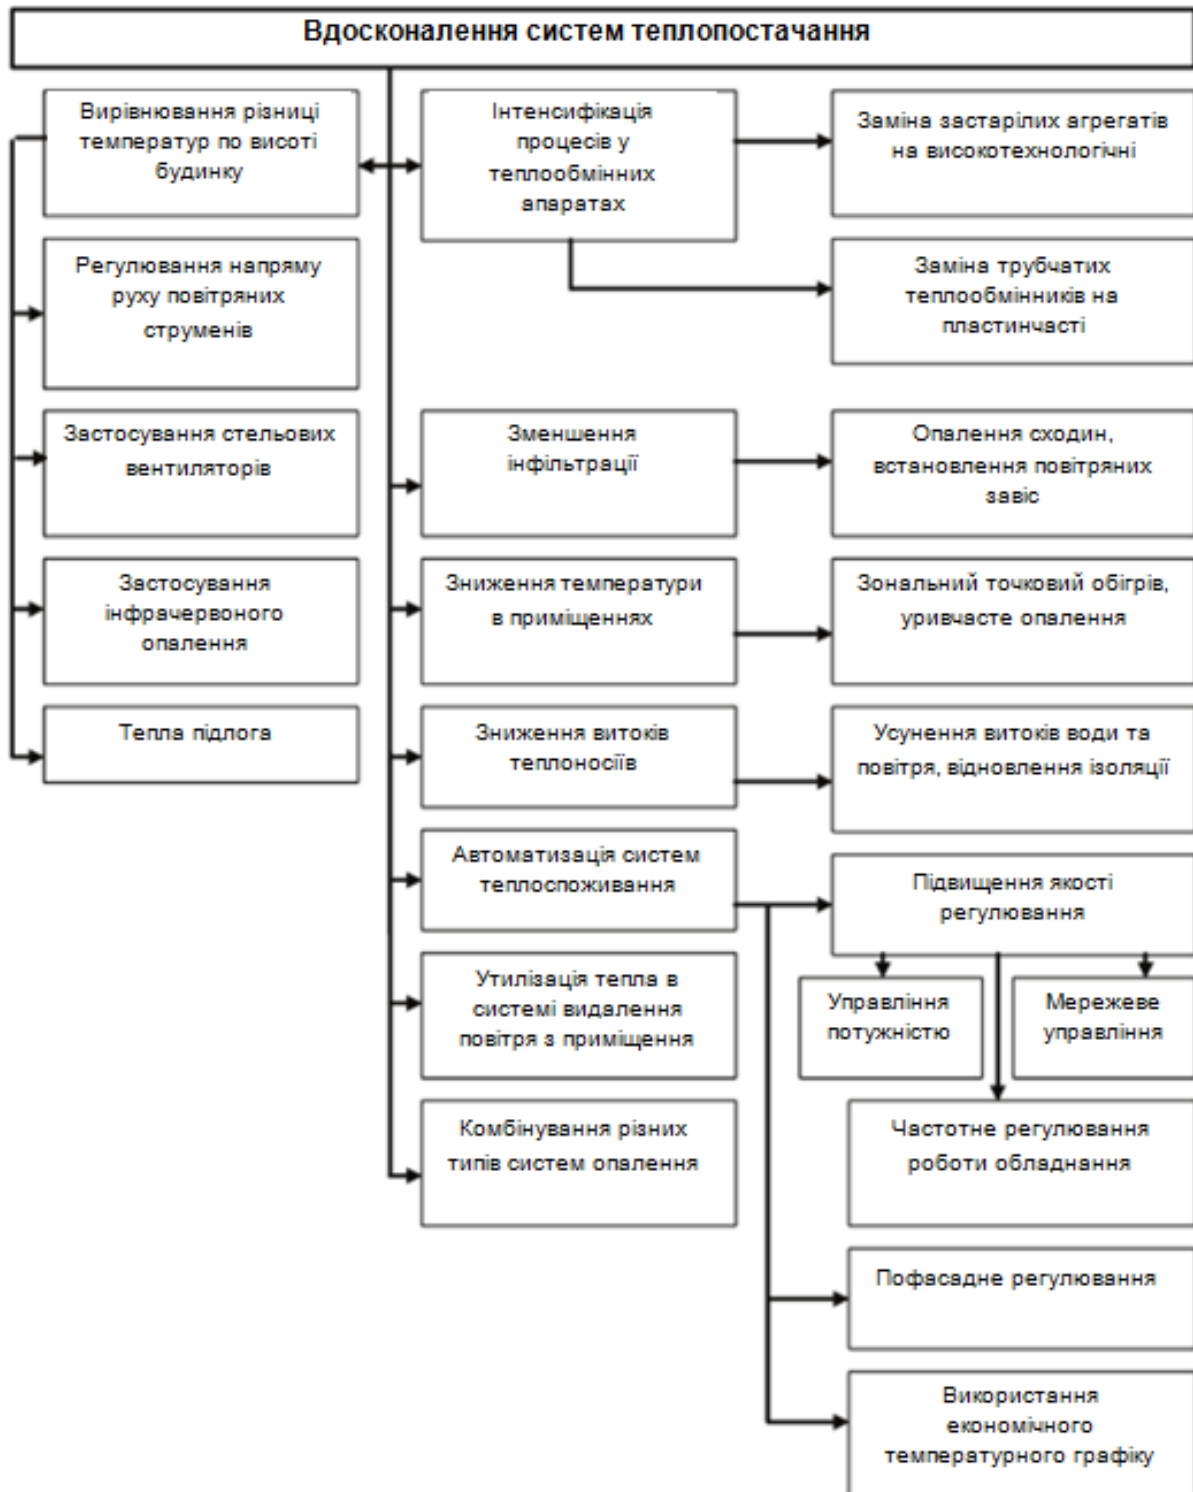 Вдосконалення систем теплопостачання
Вирівнювання різниці
температур по висоті
будинку
Інтенсифікація
процесів у
теплообмінних
апаратах
Заміна застарілих агрегатів
на високотехнологічні
Регулювання напряму
руху повітряних
струменів
Заміна трубчатих
теплообмінників на
пластинчасті
Застосування стельових
вентиляторів
Зменшення
інфільтрації
Опалення сходин,
встановлення повітряних
завіс
Застосування
інфрачервоного
опалення
Зниження температури
в приміщеннях
Зональний точковий обігрів,
уривчасте опалення
Тепла підлога
Зниження витоків
теплоносіїв
Усунення витоків води та
повітря, відновлення ізоляції
Автоматизація систем
теплоспоживання
Підвищення якості
регулювання
Утилізація тепла в
системі видалення
повітря з приміщення
Управління
потужністю
Мережеве
управління
Комбінування різних
типів систем опалення
Частотне регулювання
роботи обладнання
Пофасадне регулювання
Використання
економічного
температурного графіку